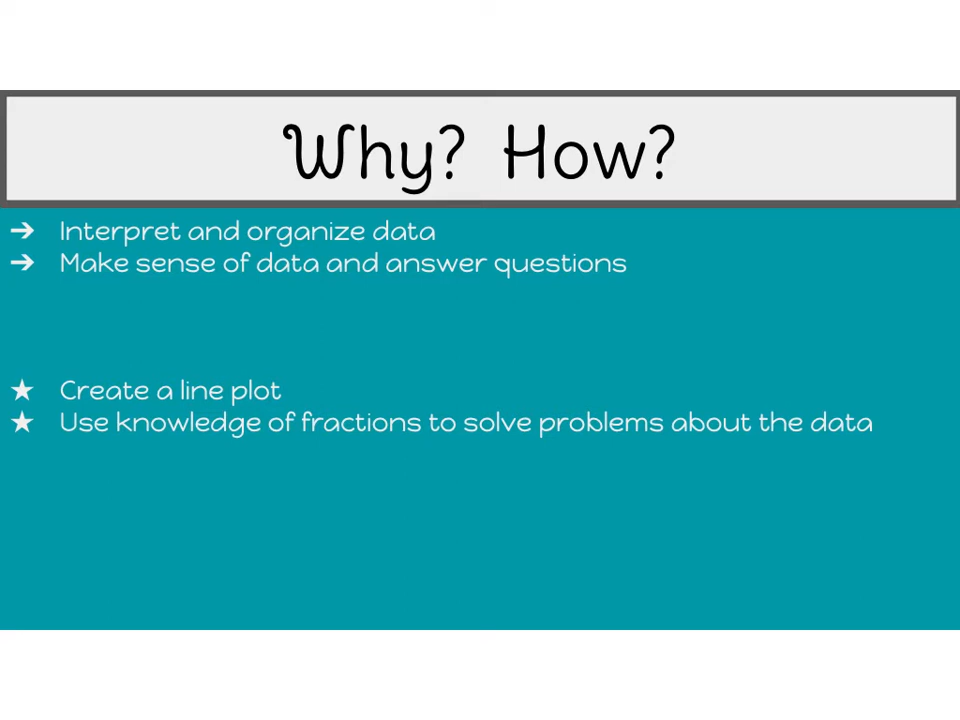 Why? How?
➔ Interpret and organize data
➔ Make sense of data and answer questions
★ Create a line plot
★ Use knowledge of fractions to solve problems about the data